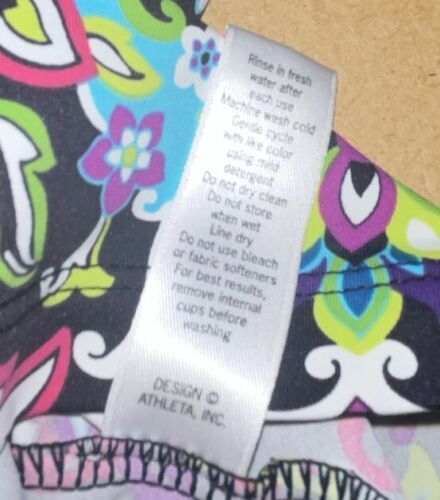 Rinse in fresh
water after
each use
Machine wash cold
Gentle cycle
with like color
using mild
detergent
Do not dry clean
Do not store
when wet
Line dry
Do not use bleach
or fabric softeners
For best results,
remove internal
cups before
washing
DESIGN ©
ATHLETA, INC.